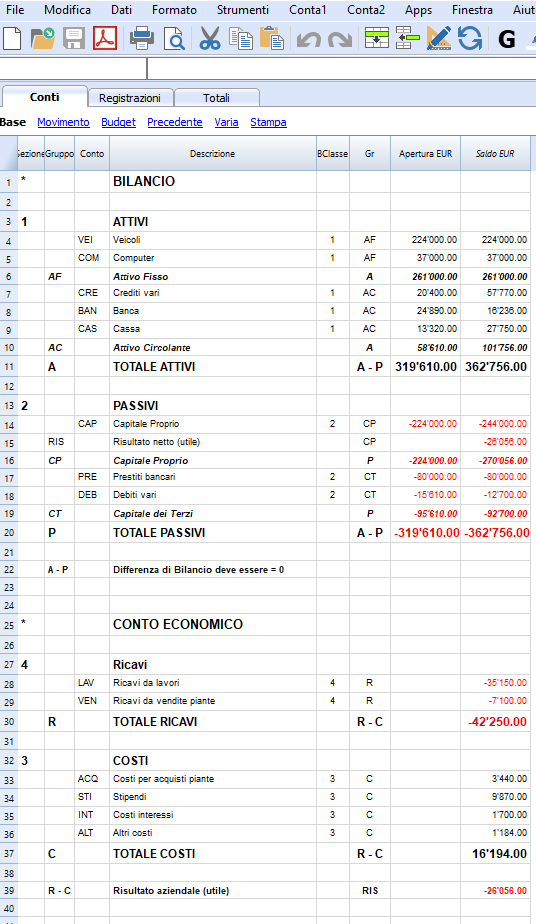 File Modifica Dati Formato Strumenti Conta1 Conta2 Apps Finestra Aiut
G
Conti Registrazioni Totali
Base Movimento Budget Precedente Varia Stampa
Sezione Gruppo Conto Descrizione BClasse Gr Apertura EUR Saldo EUR
1 * BILANCIO
2
3 1 ATTIVI
4 VEI Veicoli 1 AF 224'000.00 224'000.00
5 COM Computer 1 AF 37'000.00 37'000.00
6 AF Attivo Fisso A 261'000.00 261'000.00
7 CRE Crediti vari 1 AC 20'400.00 57'770.00
8 BAN Banca 1 AC 24'890.00 16'236.00
9 CAS Cassa 1 AC 13'320.00 27'750.00
10 AC Attivo Circolante A 58'610.00 101'756.00
11 A TOTALE ATTIVI A - P 319'610.00 362'756.00
12
13 2 PASSIVI
14 CAP Capitale Proprio 2 CP -224'000.00 -244'000.00
15 RIS Risultato netto (utile) CP -26'056.00
16 CP Capitale Proprio P -224'000.00 -270'056.00
17 PRE Prestiti bancari 2 CT -80'000.00 -80'000.00
18 DEB Debiti vari 2 CT -15'610.00 -12'700.00
19 CT Capitale dei Terzi P -95'610.00 -92'700.00
20 P TOTALE PASSIVI A - P -319'610.00 -362'756.00
21
22 A - P Differenza di Bilancio deve essere = 0
23
24
25 * CONTO ECONOMICO
26
27 4 Ricavi
28 LAV Ricavi da lavori 4 R -35'150.00
29 VEN Ricavi da vendite piante 4 R -7'100.00
30 R TOTALE RICAVI R - C -42'250.00
31
32 3 COSTI
33 ACQ Costi per acquisti piante 3 C 3'440.00
34 STI Stipendi 3 C 9'870.00
35 INT Costi interessi 3 C 1'700.00
36 ALT Altri costi 3 C 1'184.00
37 C TOTALE COSTI R - C 16'194.00
38
39 R - C Risultato aziendale (utile) RIS -26'056.00
40